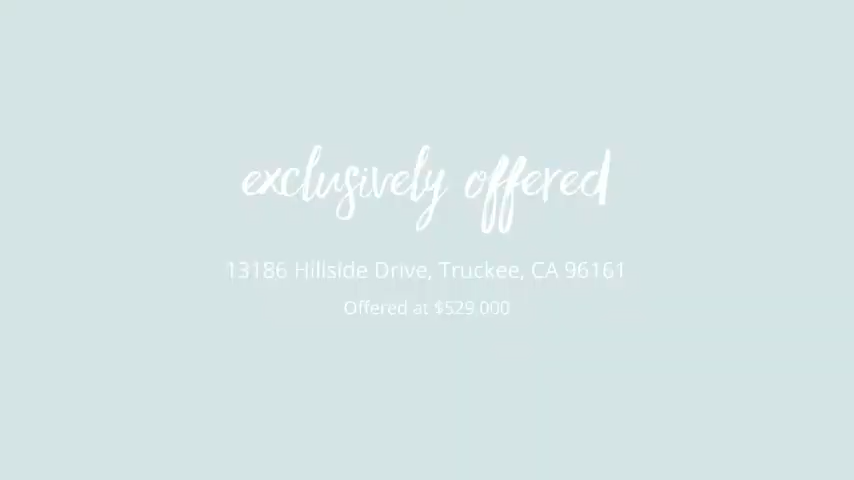 exclusively offered
13186 Hillside Drive, Truckee, CA 96161
Offered at $529,000